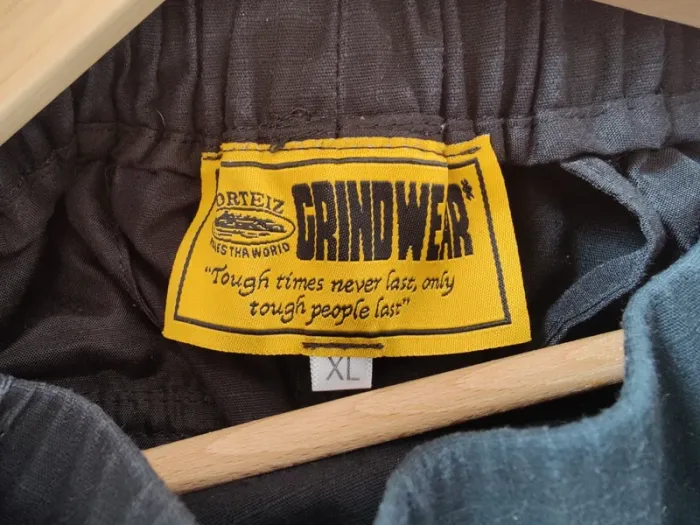 ORTEIZ
GRINDWEAR*
THA WORLD
"Tough times never last, only
tough people last"
XL